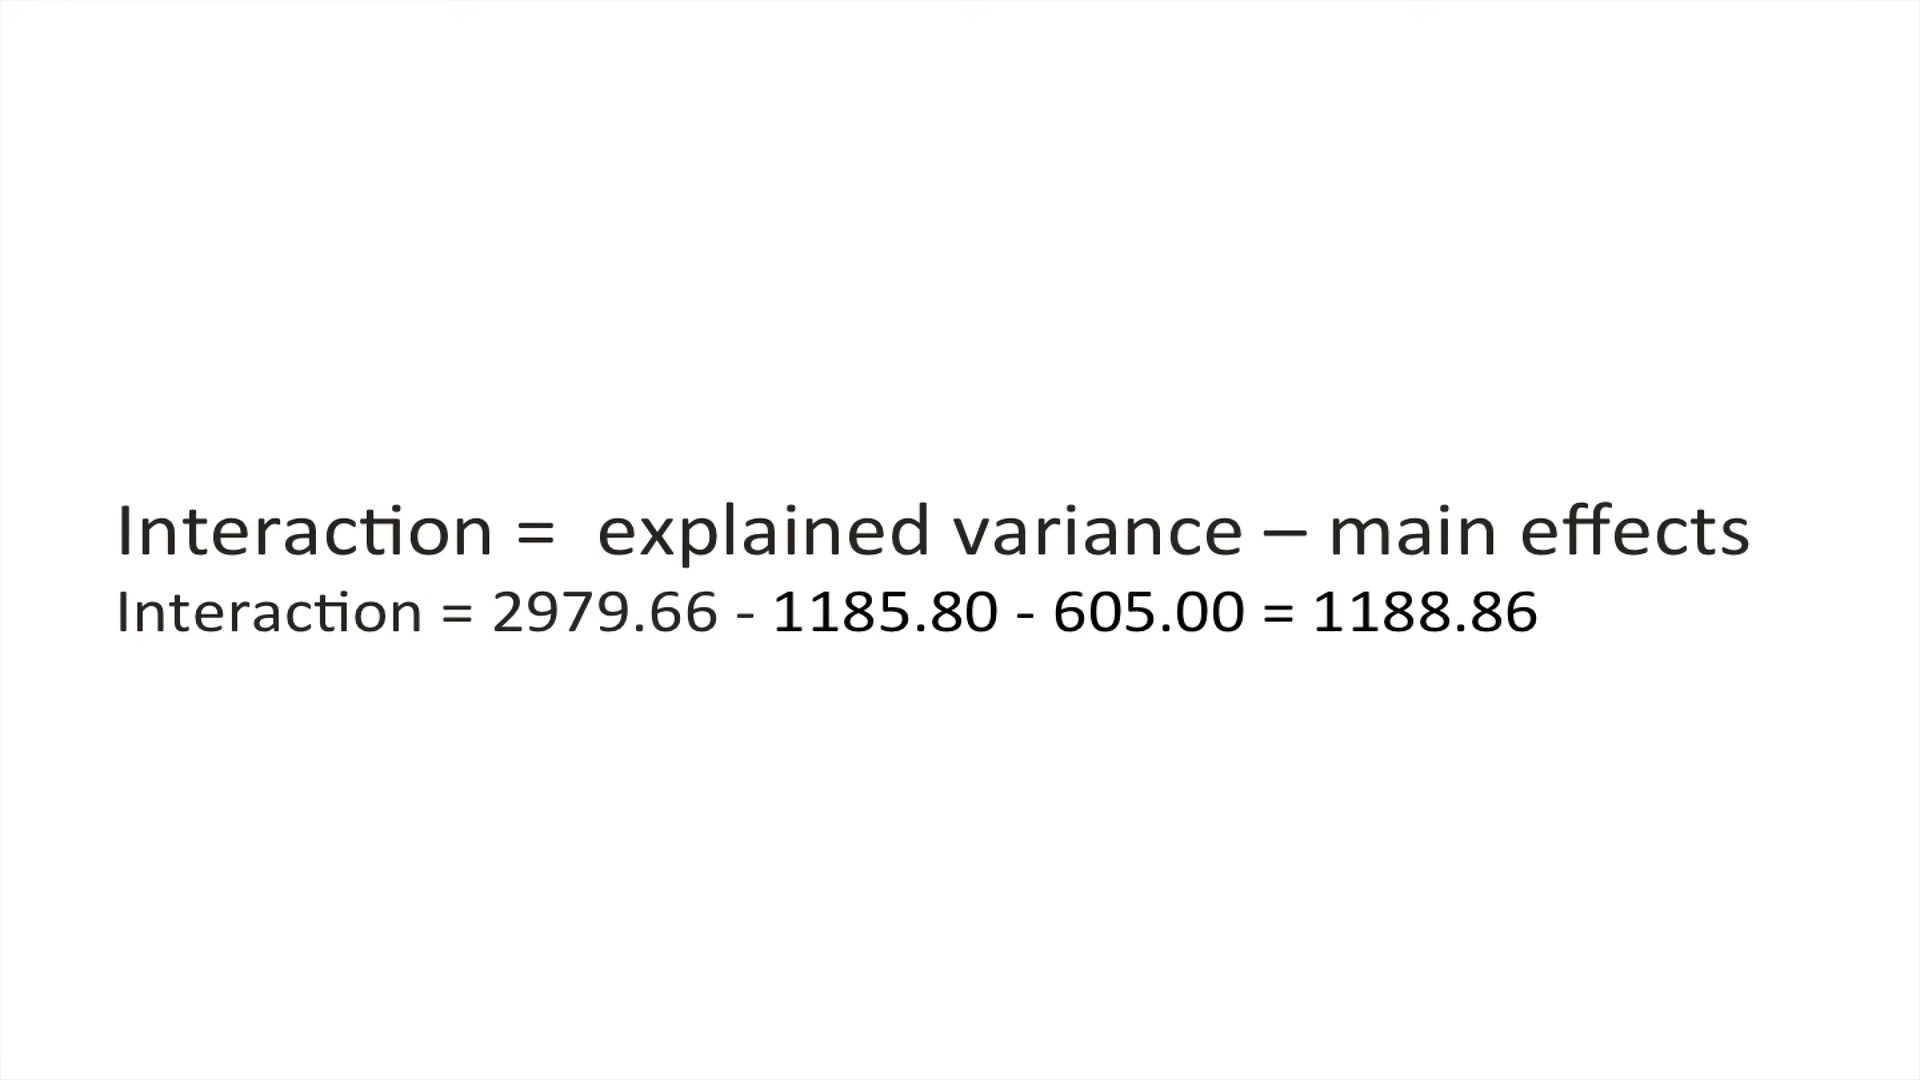 Interaction = explained variance – main effects
Interaction = 2979.66 - 1185.80 - 605.00 = 1188.86